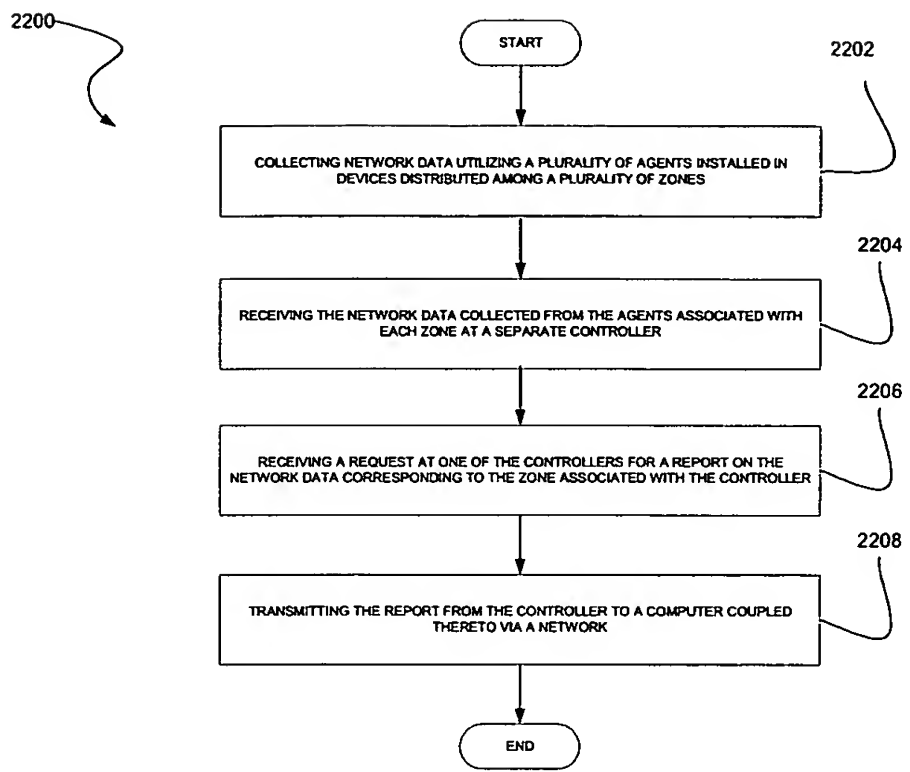 2200
START
2202
COLLECTING NETWORK DATA UTILIZING A PLURALITY OF AGENTS INSTALLED IN
DEVICES DISTRIBUTED AMONG A PLURALITY OF ZONES
2204
RECEIVING THE NETWORK DATA COLLECTED FROM THE AGENTS ASSOCIATED WITH
EACH ZONE AT A SEPARATE CONTROLLER
2206
RECEIVING A REQUEST AT ONE OF THE CONTROLLERS FOR A REPORT ON THE
NETWORK DATA CORRESPONDING TO THE ZONE ASSOCIATED WITH THE CONTROLLER
2208
TRANSMITTING THE REPORT FROM THE CONTROLLER TO A COMPUTER COUPLED
THERETO VIA A NETWORK
END